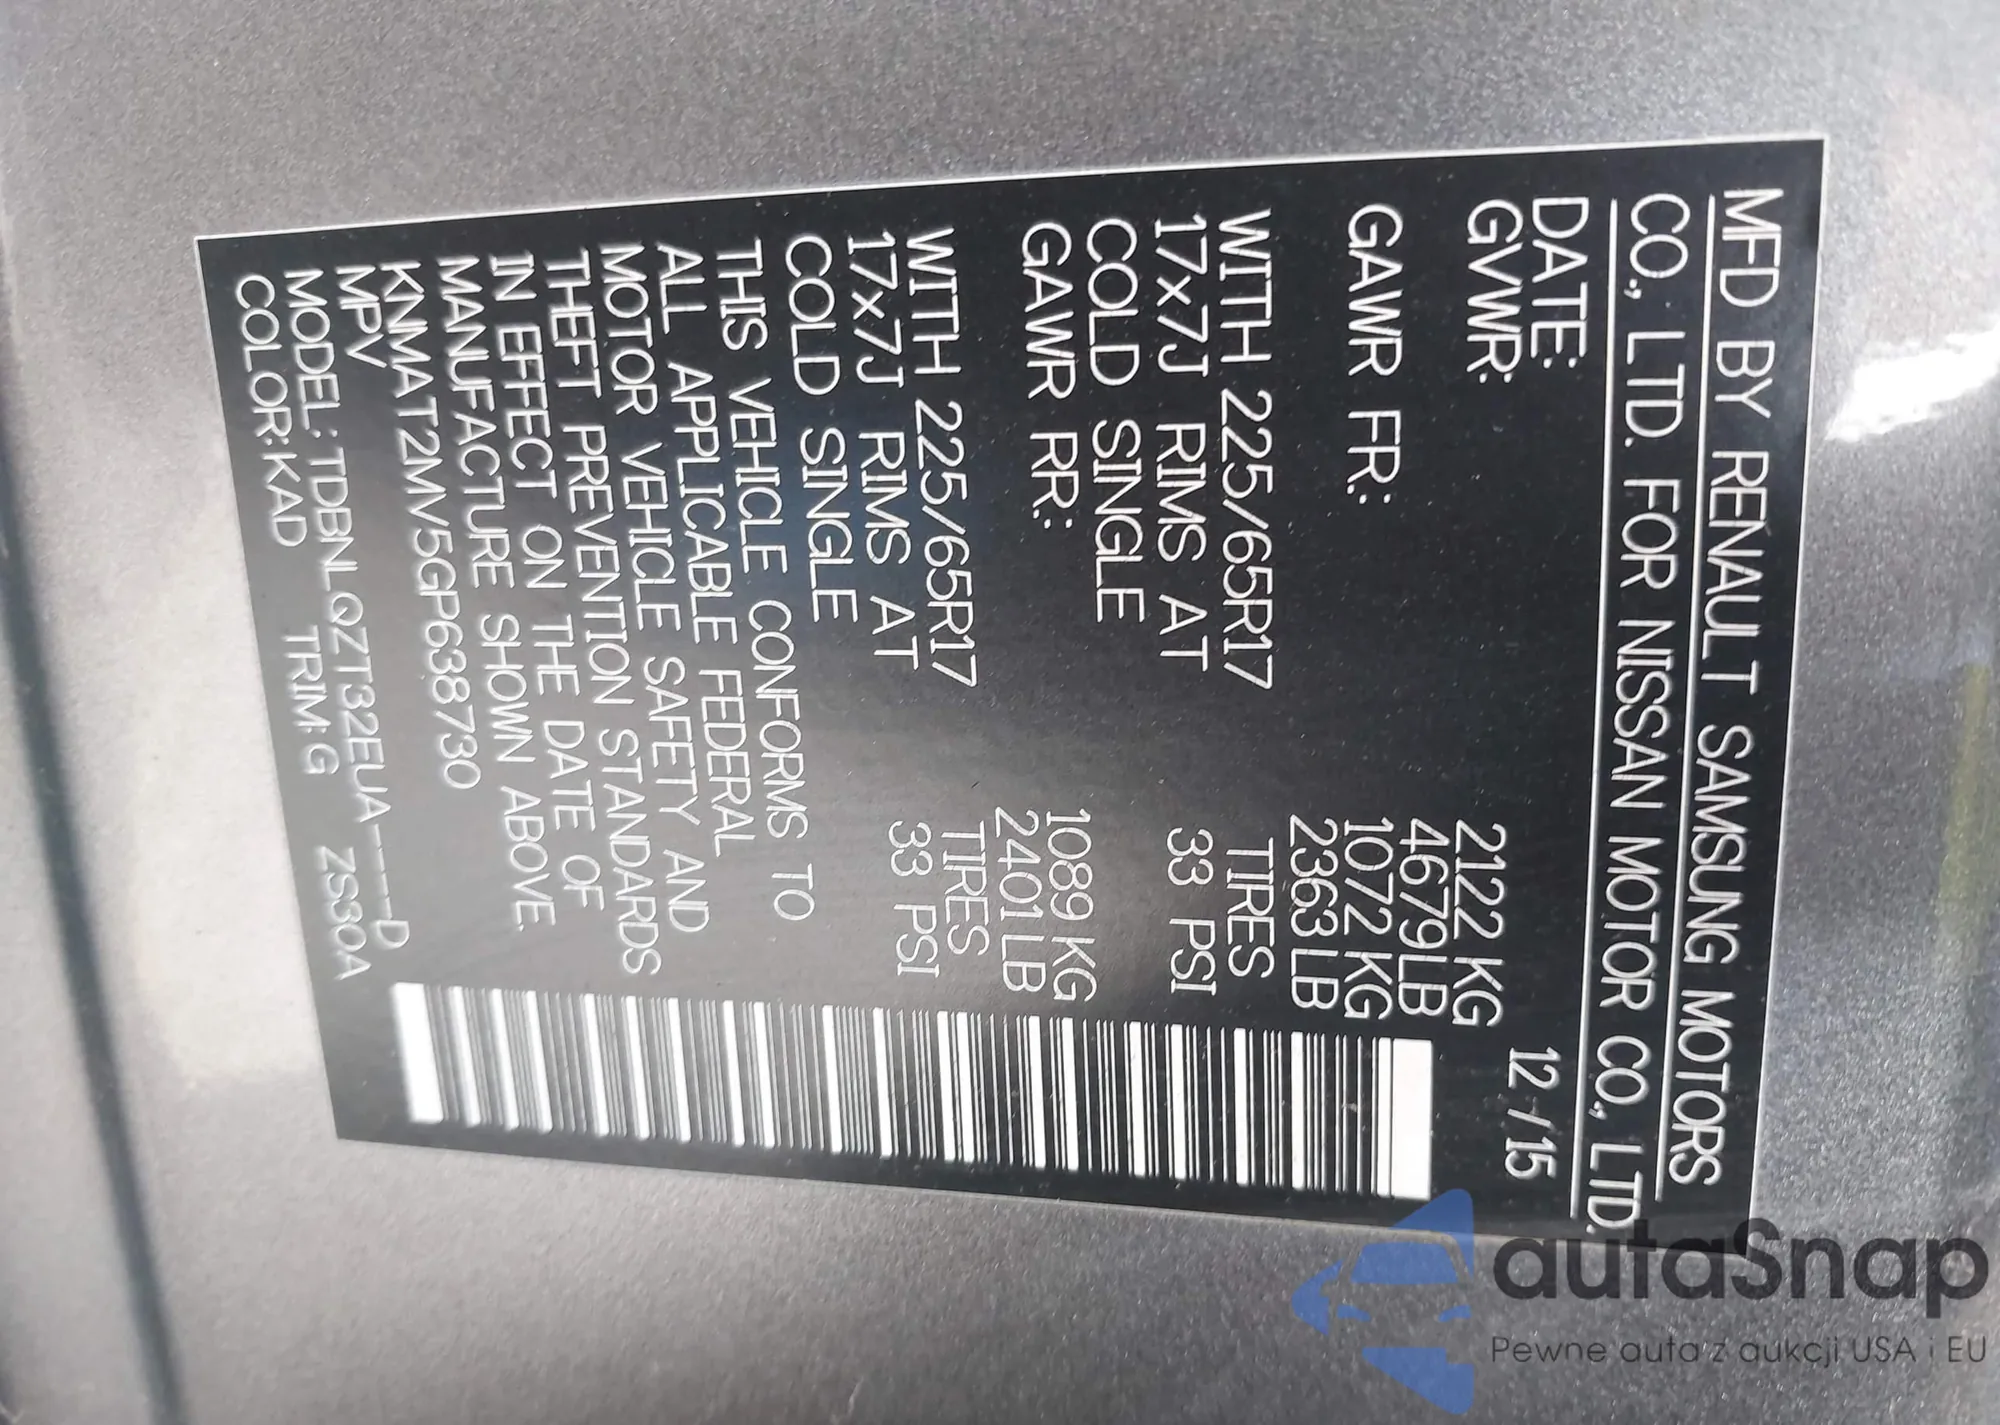 MFD BY RENAULT SAMSUNG MOTORS
CO., LTD. FOR NISSAN MOTOR CO., LTD.
DATE: 12/15
GVWR: 2122 KG
4679LB
GAWR FR: 1072 KG
2363 LB
WITH 225/65R17 TIRES
17x7J RIMS AT 33 PSI
COLD SINGLE
GAWR RR: 1089 KG
2401 LB
WITH 225/65R17 TIRES
17x7J RIMS AT 33 PSI
COLD SINGLE
THIS VEHICLE CONFORMS TO
ALL APPLICABLE FEDERAL
MOTOR VEHICLE SAFETY AND
THEFT PREVENTION STANDARDS
IN EFFECT ON THE DATE OF
MANUFACTURE SHOWN ABOVE.
KNMAT2MV5GP638730
MPV
MODEL: TDBNLQZT32EUA----D
COLOR:KAD TRIM:G ZS30A
autaSnap
Pewne auta z aukcji USA i EU